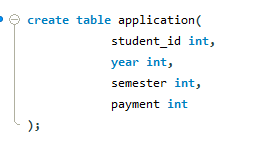 create table application(
student_id int,
year int,
semester int,
payment int
);